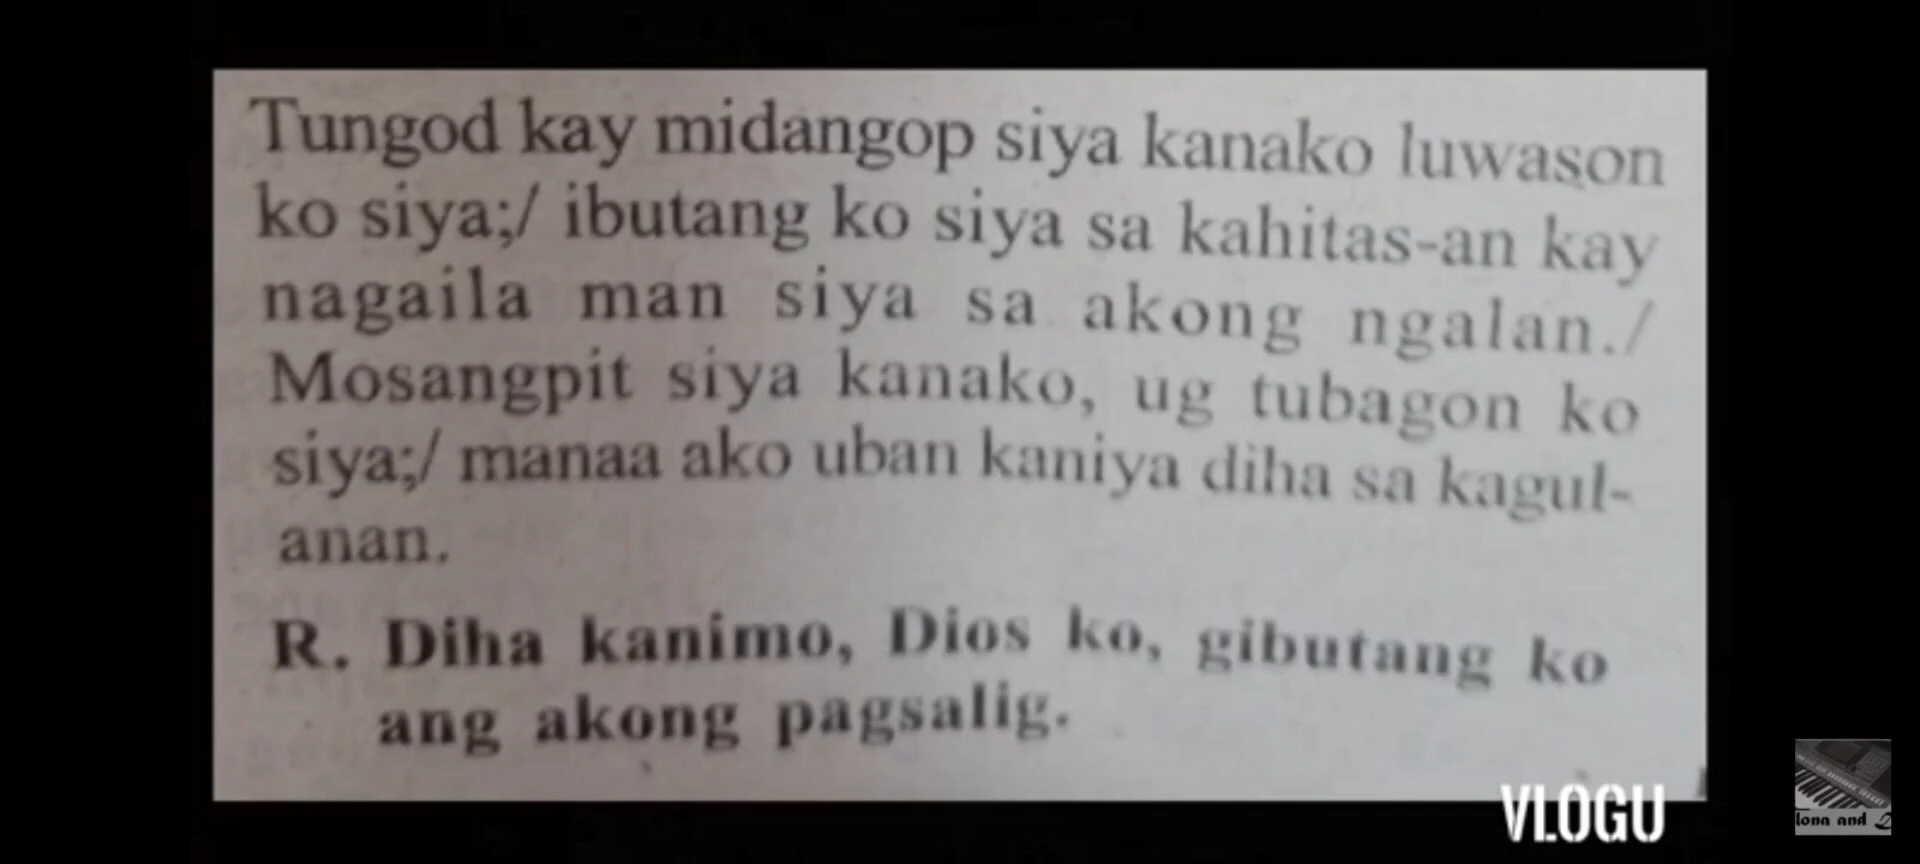 Tungod kay midangop siya kanako luwason
ko siya;/ ibutang ko siya sa kahitas-an kay
nagaila man siya sa akong ngalan./
Mosangpit siya kanako, ug tubagon ko
siya;/ manaa ako uban kaniya diha sa kagul-
anan.
R. Diha kanimo, Dios ko, gibutang ko
ang akong pagsalig.
VLOGU
lona and